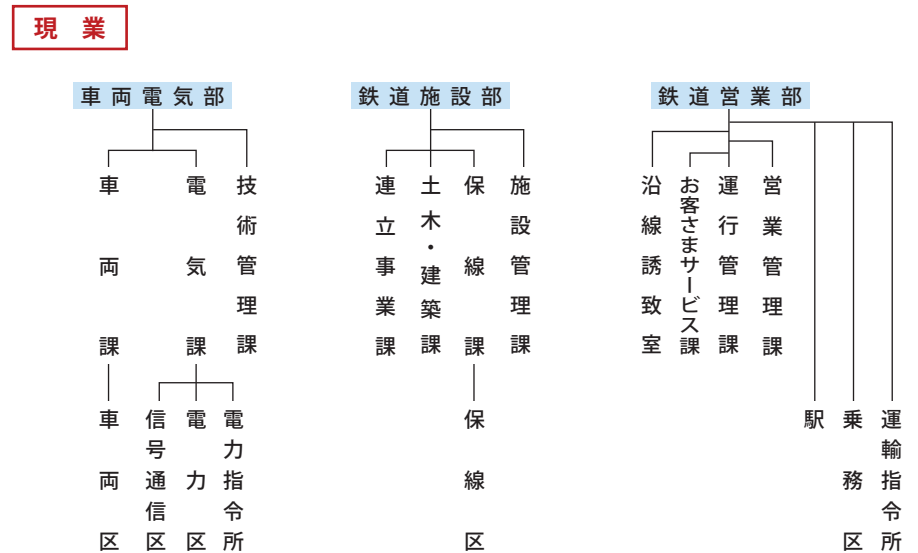 現業
車両電気部
鉄道施設部
鉄道営業部
技術管理課
電気課
車両課
施設管理課
保線課
土木・建築課
連立事業課
営業管理課
運行管理課
お客さまサービス課
沿線誘致室
電力指令所
電力区
信号通信区
車両区
保線区
運輸指令所
乗務区
駅